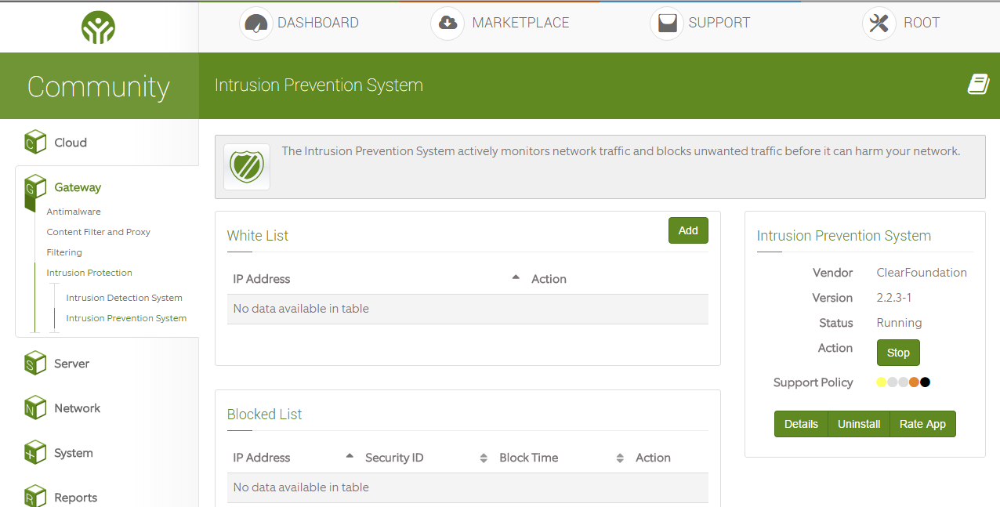 DASHBOARD MARKETPLACE SUPPORT ROOT
Community
Intrusion Prevention System
C Cloud
G Gateway
Antimalware
Content Filter and Proxy
Filtering
Intrusion Protection
Intrusion Detection System
Intrusion Prevention System
S Server
N Network
System
R Reports
The Intrusion Prevention System actively monitors network traffic and blocks unwanted traffic before it can harm your network.
White List Add
IP Address Action
No data available in table
Blocked List
IP Address Security ID Block Time Action
No data available in table
Intrusion Prevention System
Vendor ClearFoundation
Version 2.2.3-1
Status Running
Action Stop
Support Policy
Details Uninstall Rate App